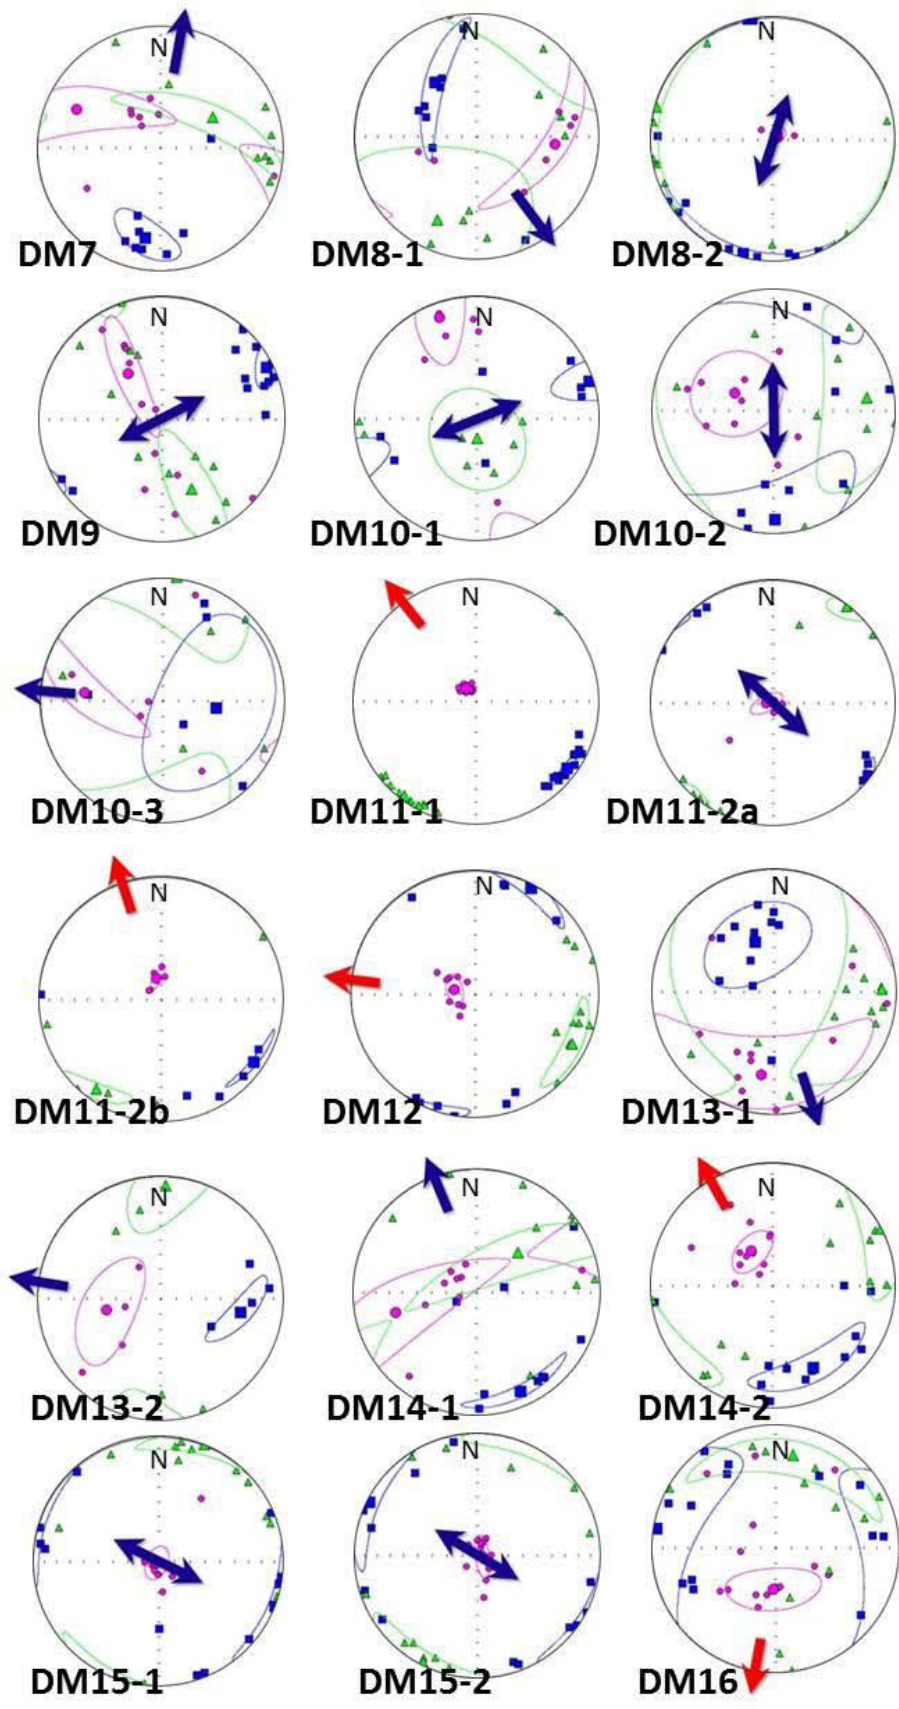 N N N
DM7 DM8-1 DM8-2
N N N
DM9 DM10-1 DM10-2
N N N
DM10-3 DM11-1 DM11-2a
N N N
DM11-2b DM12 DM13-1
N N N
DM13-2 DM14-1 DM14-2
N N N
DM15-1 DM15-2 DM16